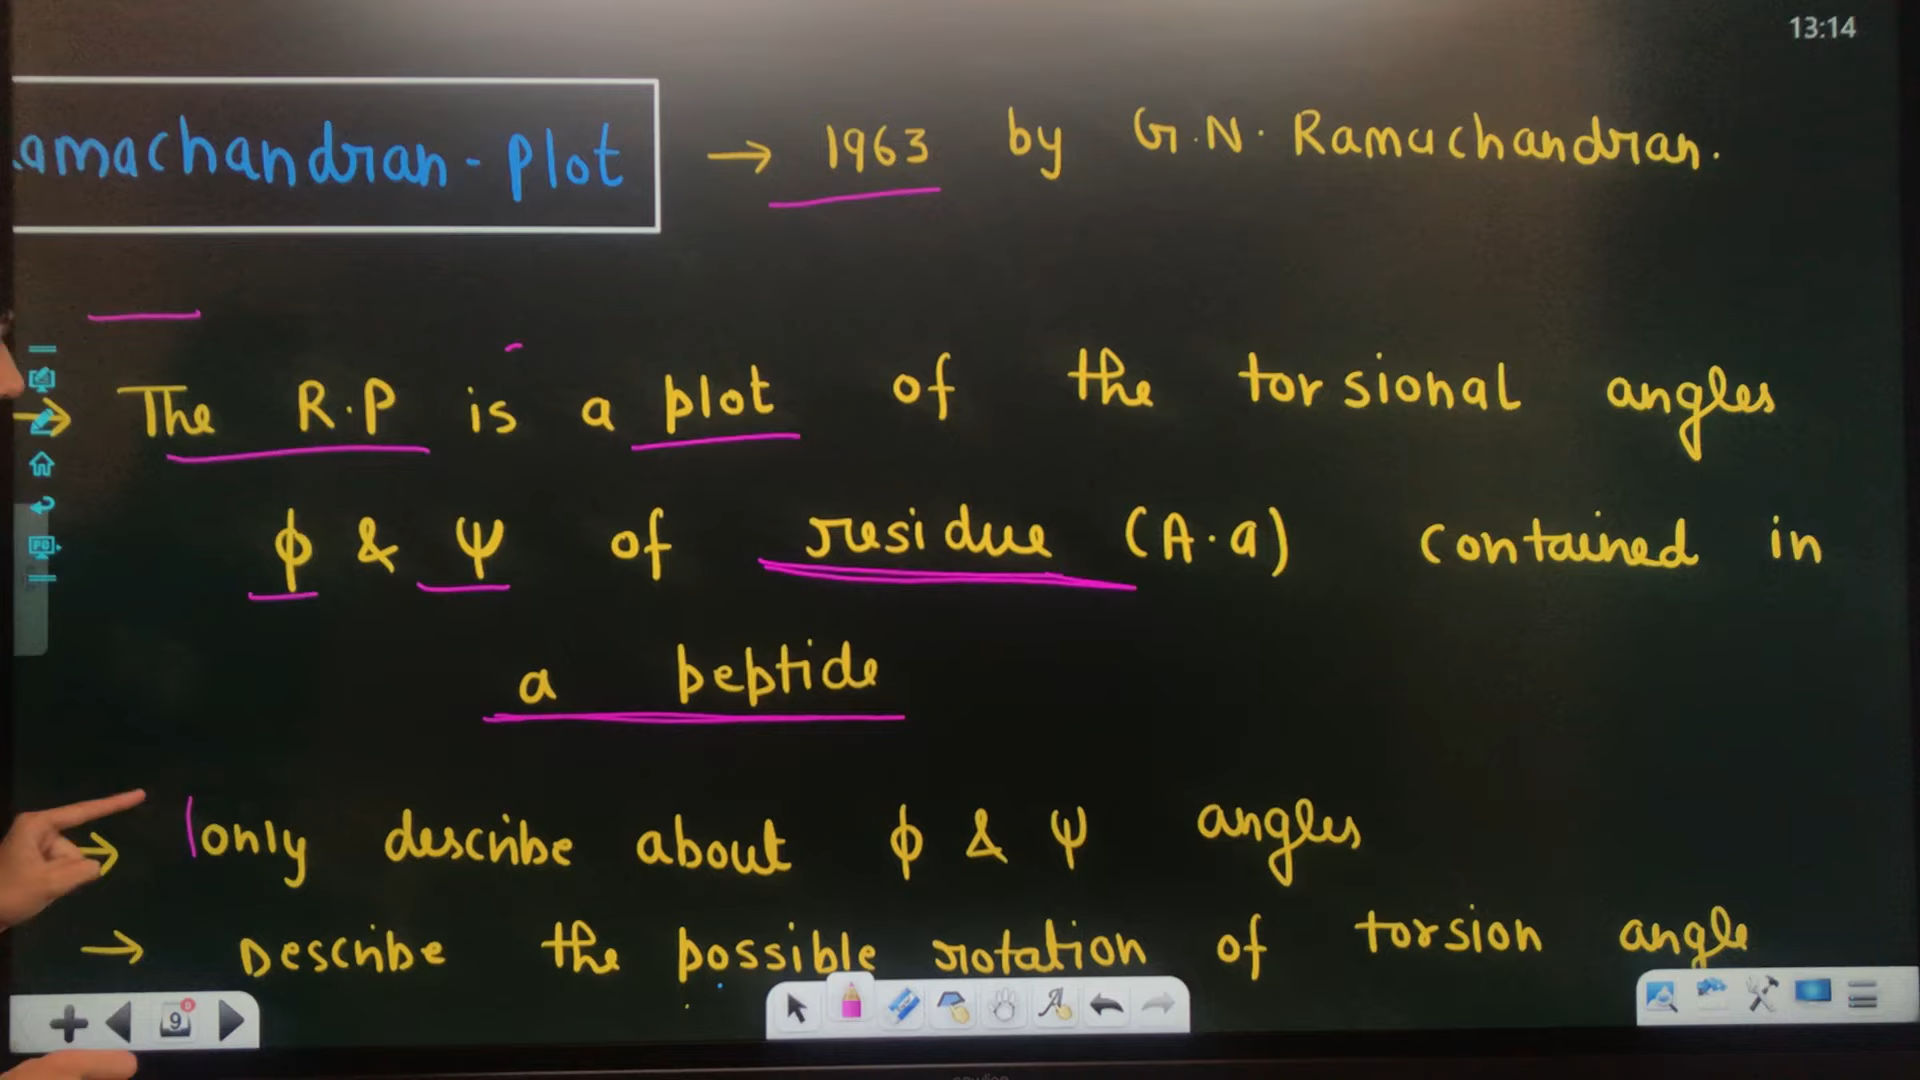 13:14
amachandran - plot → 1963 by G.N. Ramachandran.
→ The R.P is a plot of the torsional angles
ϕ & ψ of residue (A.a) contained in
a peptide
→ only describe about ϕ & ψ angles
→ Describe the possible rotation of torsion angle
9